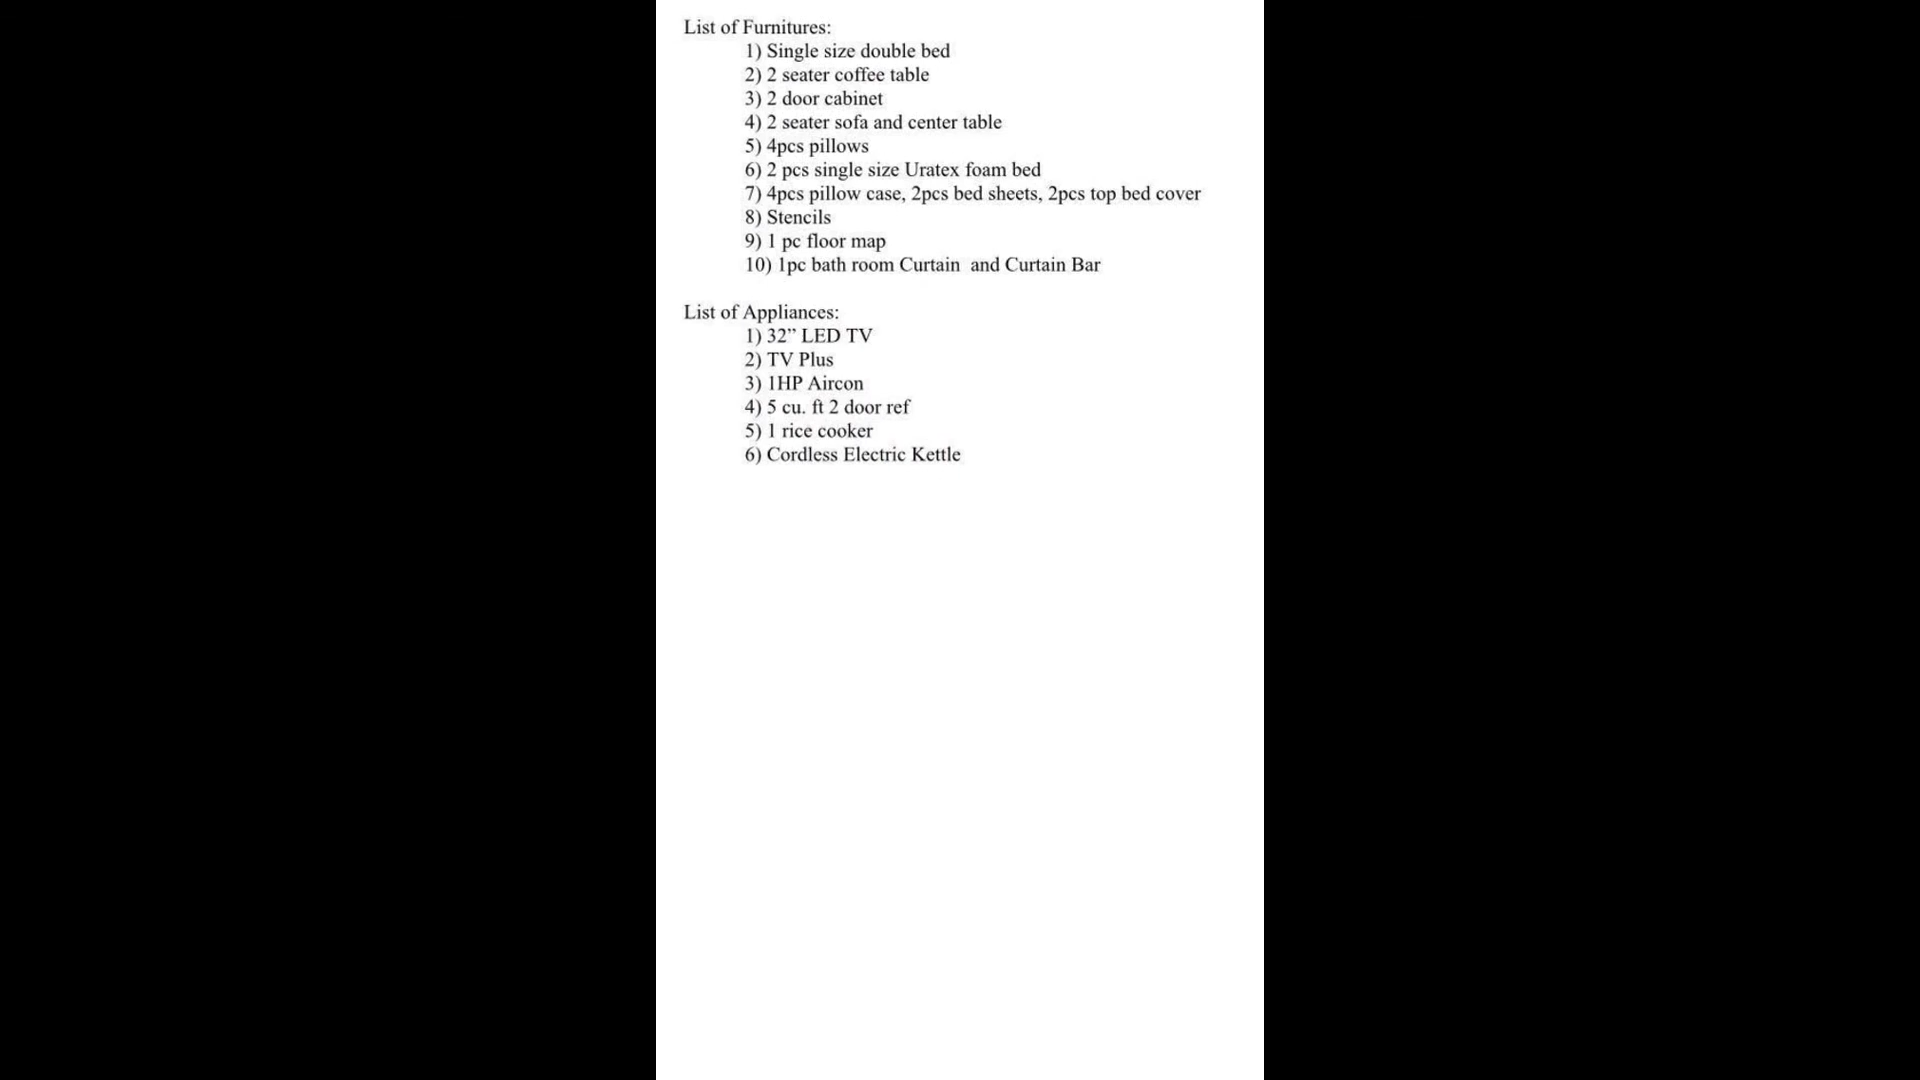 List of Furnitures:
1) Single size double bed
2) 2 seater coffee table
3) 2 door cabinet
4) 2 seater sofa and center table
5) 4pcs pillows
6) 2 pcs single size Uratex foam bed
7) 4pcs pillow case, 2pcs bed sheets, 2pcs top bed cover
8) Stencils
9) 1 pc floor map
10) 1pc bath room Curtain  and Curtain Bar
List of Appliances:
1) 32” LED TV
2) TV Plus
3) 1HP Aircon
4) 5 cu. ft 2 door ref
5) 1 rice cooker
6) Cordless Electric Kettle